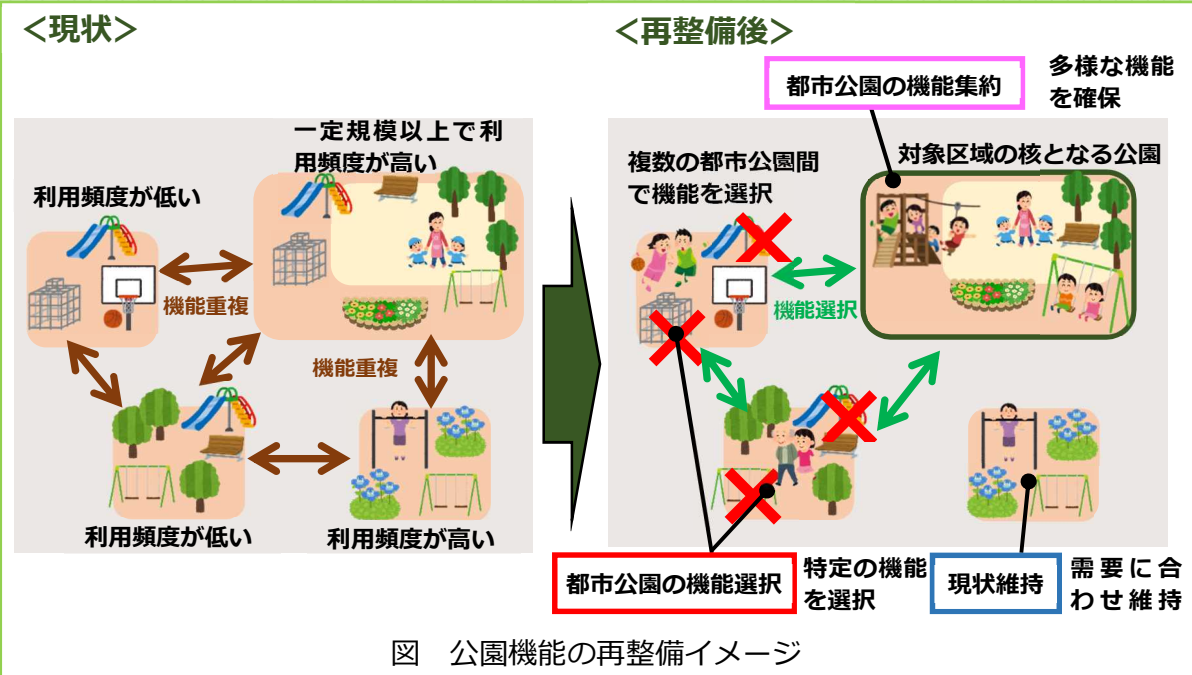 ＜現状＞
一定規模以上で利
用頻度が高い
利用頻度が低い
機能重複
機能重複
利用頻度が低い
利用頻度が高い
＜再整備後＞
都市公園の機能集約
多様な機能
を確保
複数の都市公園間
で機能を選択
対象区域の核となる公園
機能選択
都市公園の機能選択
特定の機能
を選択
現状維持
需要に合
わせ維持
図　公園機能の再整備イメージ